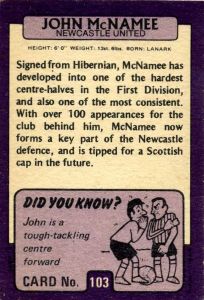 JOHN McNAMEE
NEWCASTLE UNITED
HEIGHT: 6' 0" WEIGHT: 13st. 6lbs. BORN: LANARK
Signed from Hibernian, McNamee has
developed into one of the hardest
centre-halves in the First Division,
and also one of the most consistent.
With over 100 appearances for the
club behind him, McNamee now
forms a key part of the Newcastle
defence, and is tipped for a Scottish
cap in the future.
DID YOU KNOW?
John is a
tough-tackling
centre
forward
CARD No. 103